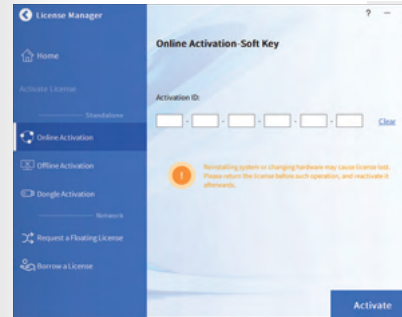 License Manager
? —
Home
Activate License
Standalone
Online Activation
Offline Activation
Dongle Activation
Network
Request a Floating License
Borrow a License
Online Activation-Soft Key
Activation ID:
- - - - -
Clear
Reinstalling system or changing hardware may cause license lost.
Please return the license before such operation, and reactivate it
afterwards.
Activate